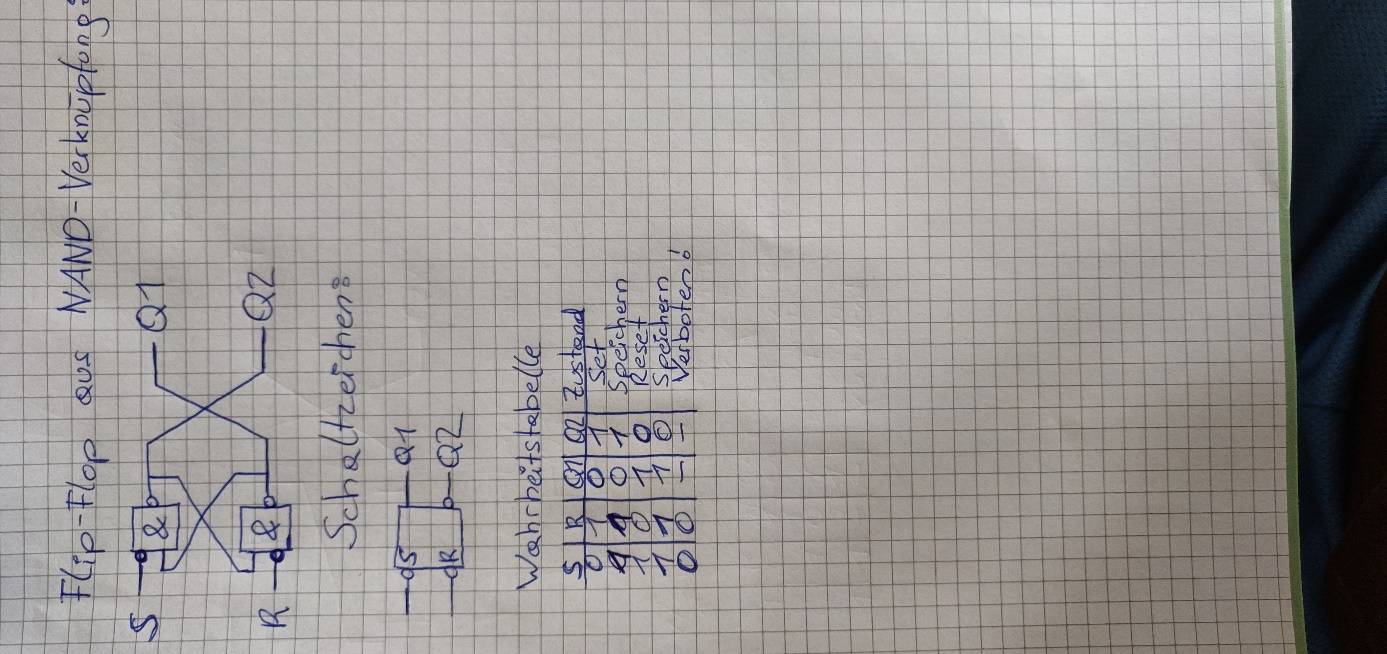 Flip-Flop aus NAND-Verknüpfung:
S & Q1
R & Q2
Schaltzeichen:
S Q1
R Q2
Wahrheitstabelle
S R Q1 Q2 Zustand
0 1 0 1 Set
1 1 0 1 Speichern
1 0 1 0 Reset
1 1 1 0 Speichern
0 0 - - Verboten!